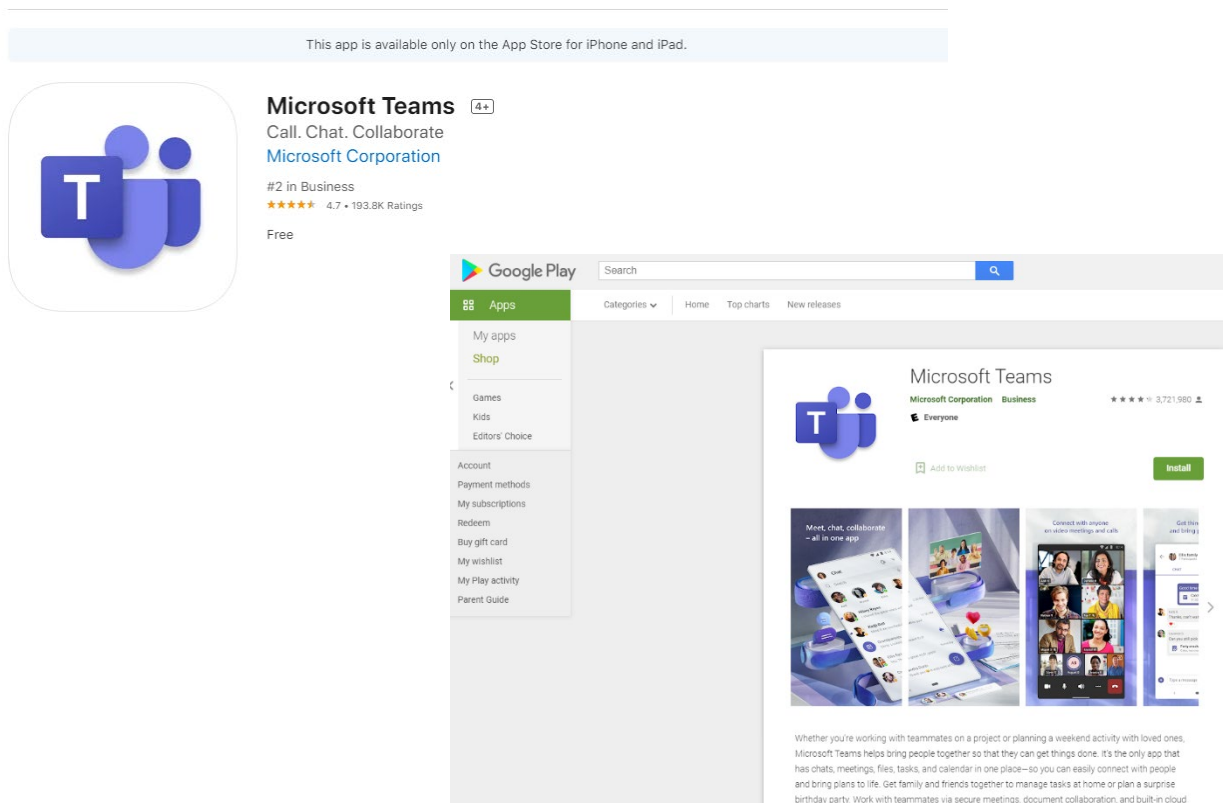 This app is available only on the App Store for iPhone and iPad.
T
Microsoft Teams 4+
Call. Chat. Collaborate
Microsoft Corporation
#2 in Business
4.7 • 193.8K Ratings
Free
Google Play
Search
Apps
Categories
Home
Top charts
New releases
My apps
Shop
Games
Kids
Editors' Choice
Account
Payment methods
My subscriptions
Redeem
Buy gift card
My wishlist
My Play activity
Parent Guide
T
Microsoft Teams
Microsoft Corporation Business
3,721,980
E Everyone
Add to Wishlist
Install
Meet, chat, collaborate
– all in one app
Chat
Connect with anyone
on video meetings and calls
Whether you're working with teammates on a project or planning a weekend activity with loved ones,
Microsoft Teams helps bring people together so that they can get things done. It's the only app that
has chats, meetings, files, tasks, and calendar in one place—so you can easily connect with people
and bring plans to life. Get family and friends together to manage tasks at home or plan a surprise
birthday party. Work with teammates via secure meetings, document collaboration, and built-in cloud